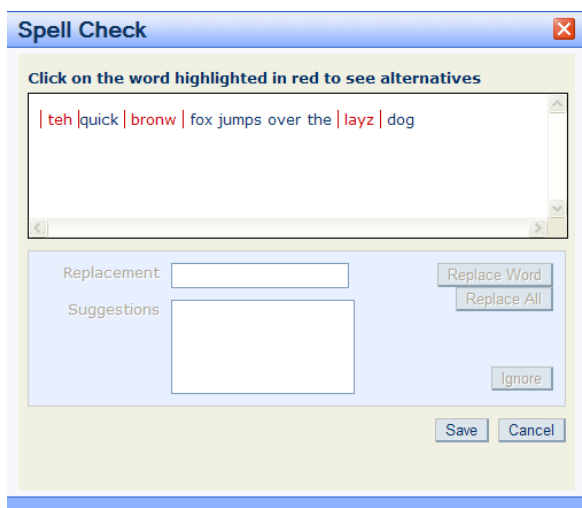 Spell Check
Click on the word highlighted in red to see alternatives
| teh |quick | bronw | fox jumps over the | layz | dog
Replacement
Replace Word
Replace All
Suggestions
Ignore
Save Cancel